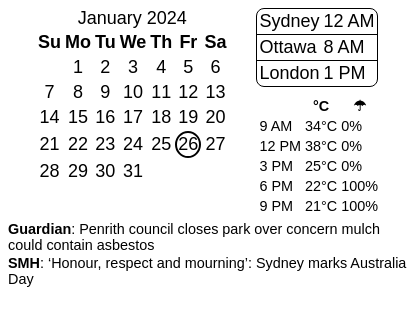 January 2024
Su Mo Tu We Th Fr Sa
1 2 3 4 5 6
7 8 9 10 11 12 13
14 15 16 17 18 19 20
21 22 23 24 25 26 27
28 29 30 31
Sydney 12 AM
Ottawa 8 AM
London 1 PM
°C ☂
9 AM 34°C 0%
12 PM 38°C 0%
3 PM 25°C 0%
6 PM 22°C 100%
9 PM 21°C 100%
Guardian: Penrith council closes park over concern mulch
could contain asbestos
SMH: ‘Honour, respect and mourning’: Sydney marks Australia
Day